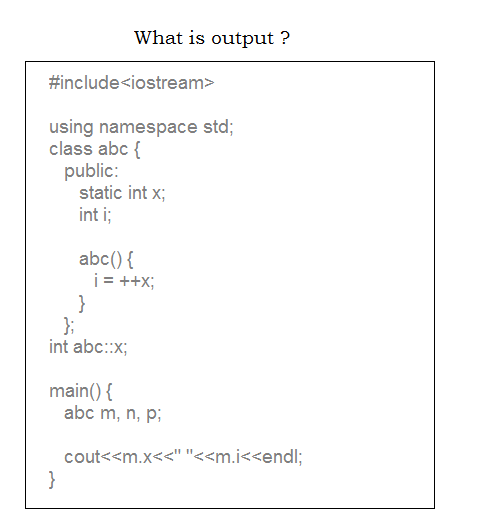 What is output ?
#include<iostream>
using namespace std;
class abc {
public:
static int x;
int i;
abc() {
i = ++x;
}
};
int abc::x;
main() {
abc m, n, p;
cout<<m.x<<" "<<m.i<<endl;
}